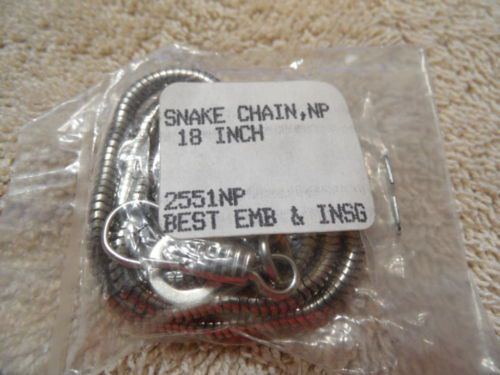 SNAKE CHAIN,NP
18 INCH
2551NP
BEST EMB & INSG